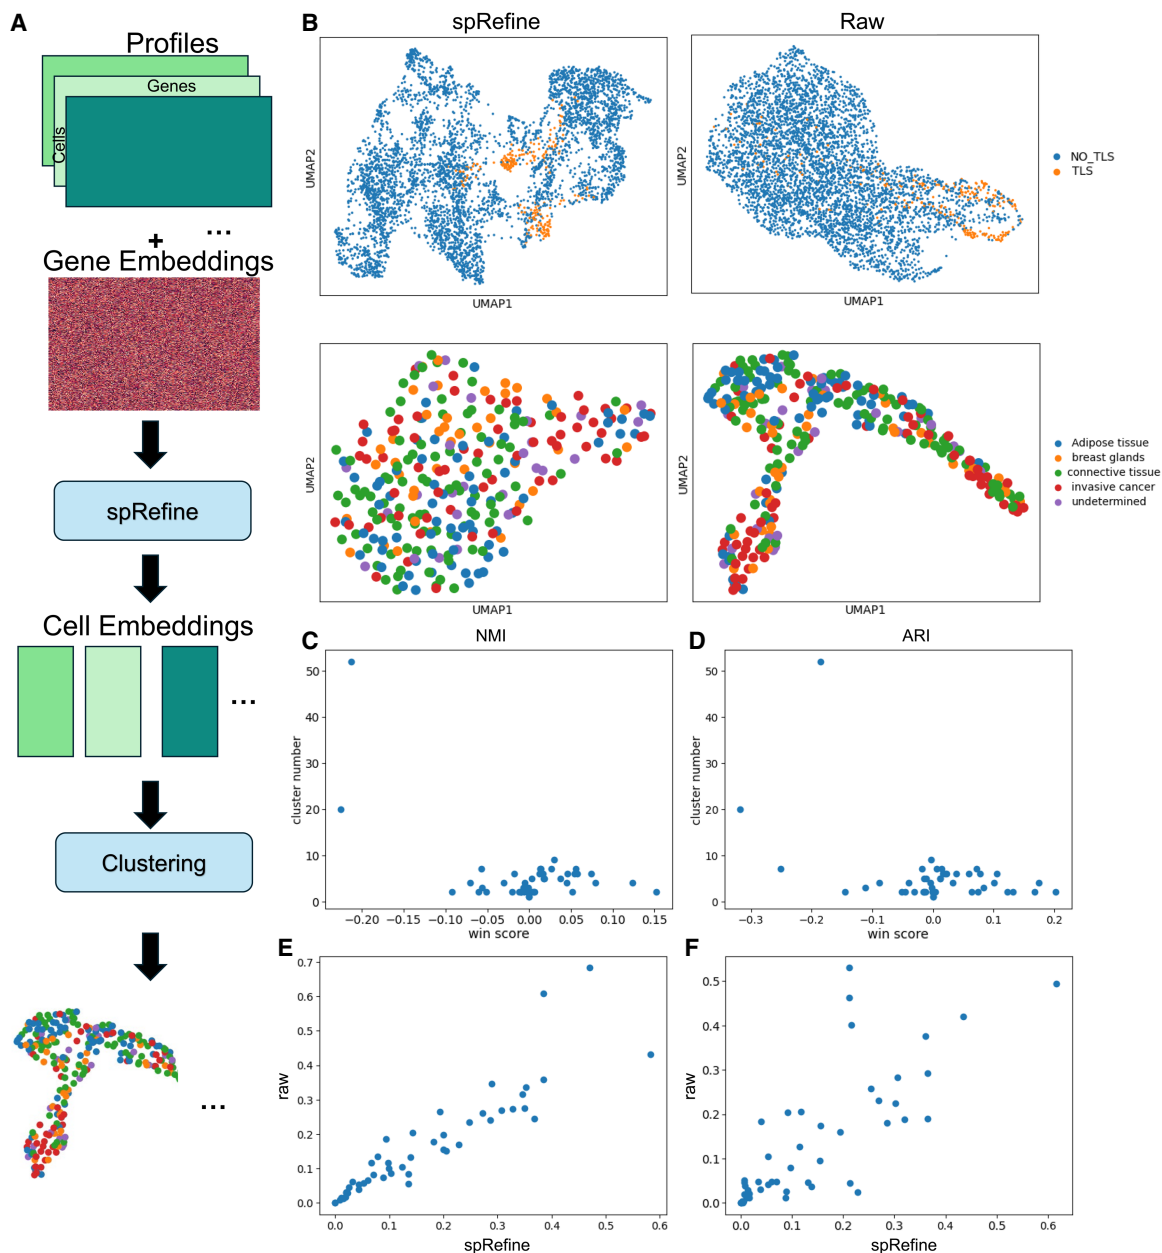 A
Profiles
Genes
Cells
+
...
Gene Embeddings
spRefine
Cell Embeddings
...
Clustering
...
B
spRefine
Raw
UMAP2
UMAP1
UMAP2
UMAP1
NO_TLS
TLS
UMAP2
UMAP1
UMAP2
UMAP1
Adipose tissue
breast glands
connective tissue
invasive cancer
undetermined
C
NMI
cluster number
50
40
30
20
10
0
−0.20 −0.15 −0.10 −0.05 0.00 0.05 0.10 0.15
win score
D
ARI
cluster number
50
40
30
20
10
0
−0.3 −0.2 −0.1 0.0 0.1 0.2
win score
E
raw
0.7
0.6
0.5
0.4
0.3
0.2
0.1
0.0
0.0 0.1 0.2 0.3 0.4 0.5 0.6
spRefine
F
raw
0.5
0.4
0.3
0.2
0.1
0.0
0.0 0.1 0.2 0.3 0.4 0.5 0.6
spRefine